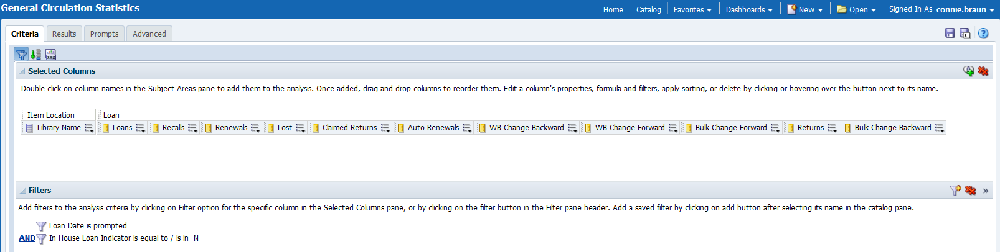 General Circulation Statistics
Home Catalog Favorites Dashboards New Open Signed In As connie.braun
Criteria Results Prompts Advanced
Selected Columns
Double click on column names in the Subject Areas pane to add them to the analysis. Once added, drag-and-drop columns to reorder them. Edit a column's properties, formula and filters, apply sorting, or delete by clicking or hovering over the button next to its name.
Item Location Loan
Library Name Loans Recalls Renewals Lost Claimed Returns Auto Renewals WB Change Backward WB Change Forward Bulk Change Forward Returns Bulk Change Backward
Filters
Add filters to the analysis criteria by clicking on Filter option for the specific column in the Selected Columns pane, or by clicking on the filter button in the Filter pane header. Add a saved filter by clicking on add button after selecting its name in the catalog pane.
Loan Date is prompted
AND In House Loan Indicator is equal to / is in N